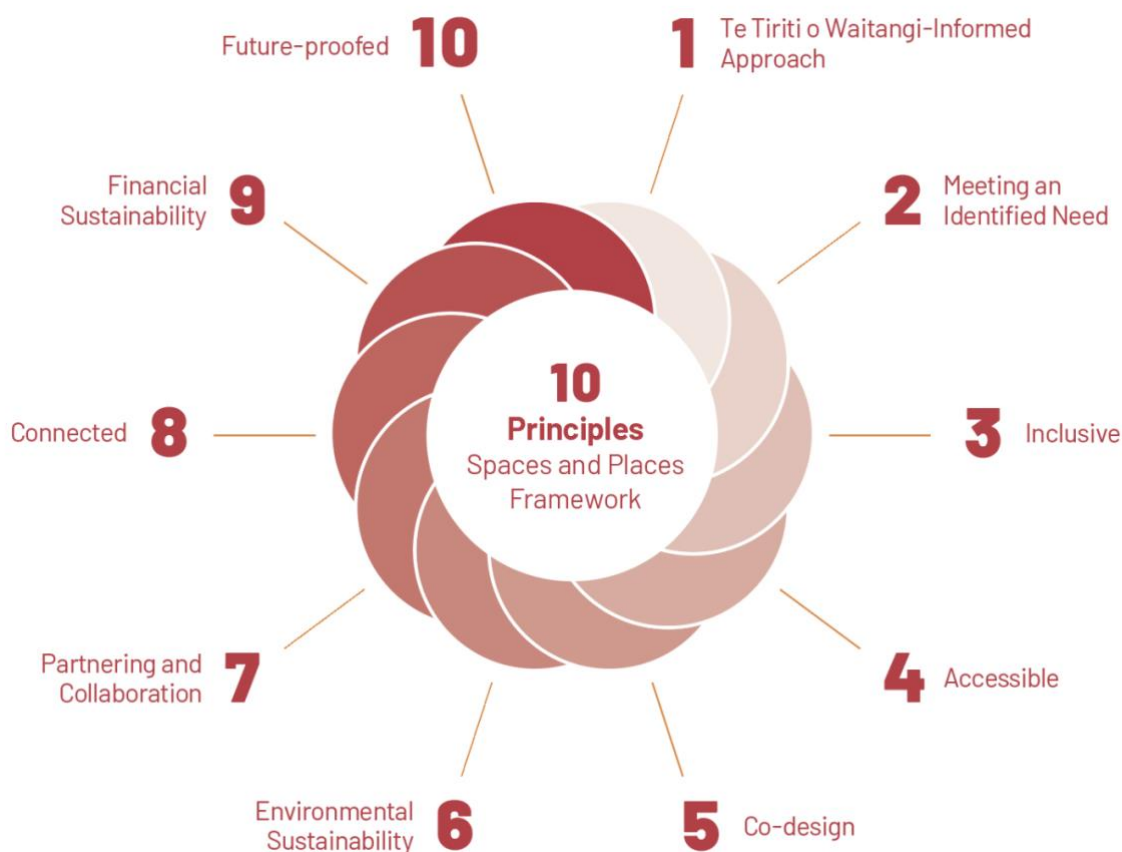 10
Principles
Spaces and Places
Framework
1
Te Tiriti o Waitangi-Informed
Approach
2
Meeting an
Identified Need
3
Inclusive
4
Accessible
5
Co-design
6
Environmental
Sustainability
7
Partnering and
Collaboration
8
Connected
9
Financial
Sustainability
10
Future-proofed